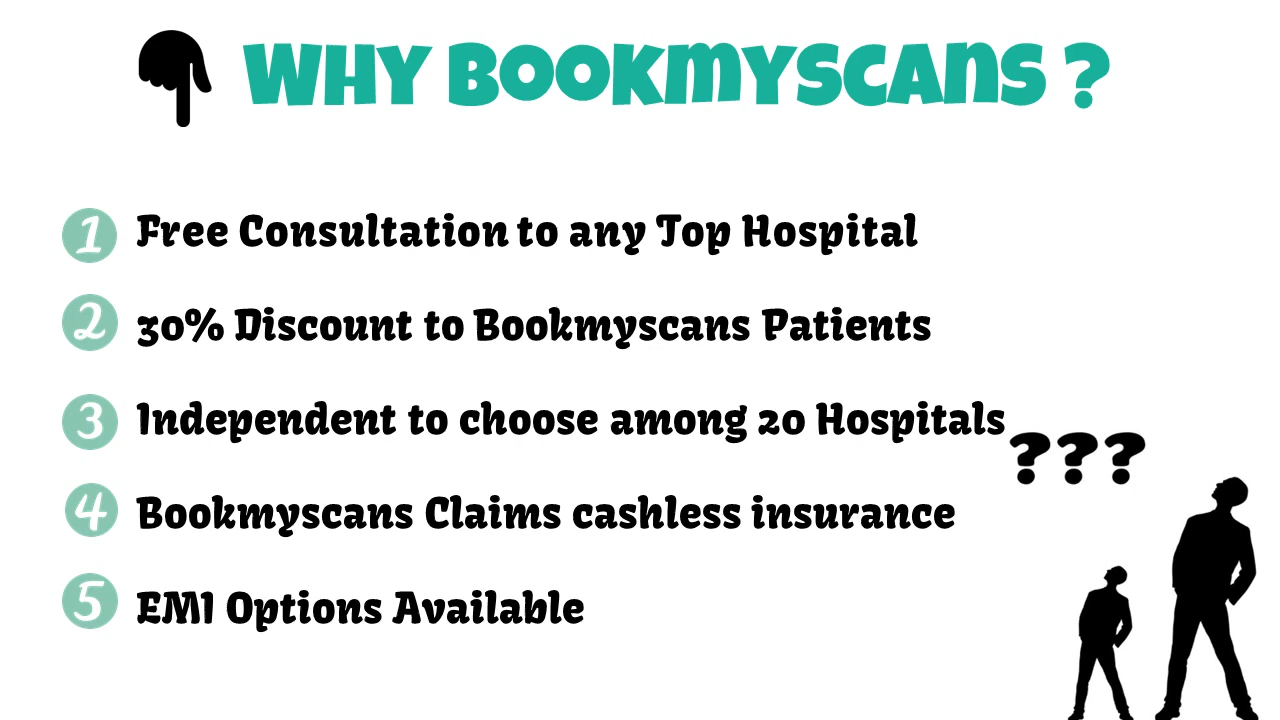 WHY BOOKMYSCANS ?
1 Free Consultation to any Top Hospital
2 30% Discount to Bookmyscans Patients
3 Independent to choose among 20 Hospitals
???
4 Bookmyscans Claims cashless insurance
5 EMI Options Available